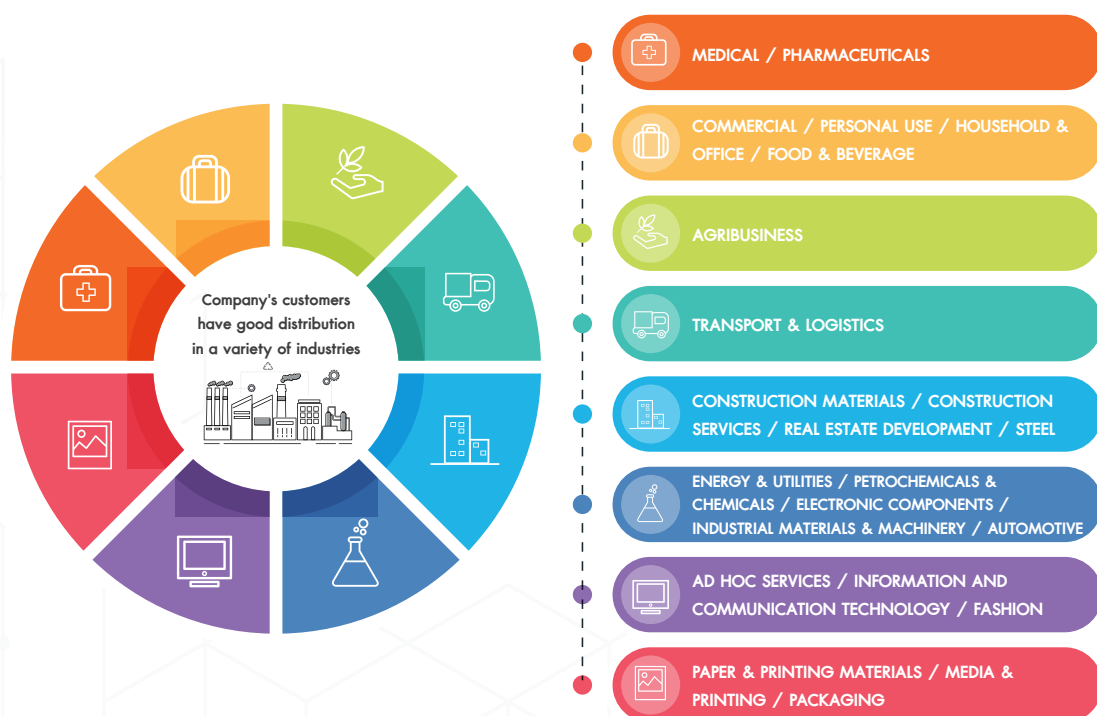 Company's customers
have good distribution
in a variety of industries
MEDICAL / PHARMACEUTICALS
COMMERCIAL / PERSONAL USE / HOUSEHOLD &
OFFICE / FOOD & BEVERAGE
AGRIBUSINESS
TRANSPORT & LOGISTICS
CONSTRUCTION MATERIALS / CONSTRUCTION
SERVICES / REAL ESTATE DEVELOPMENT / STEEL
ENERGY & UTILITIES / PETROCHEMICALS &
CHEMICALS / ELECTRONIC COMPONENTS /
INDUSTRIAL MATERIALS & MACHINERY / AUTOMOTIVE
AD HOC SERVICES / INFORMATION AND
COMMUNICATION TECHNOLOGY / FASHION
PAPER & PRINTING MATERIALS / MEDIA &
PRINTING / PACKAGING